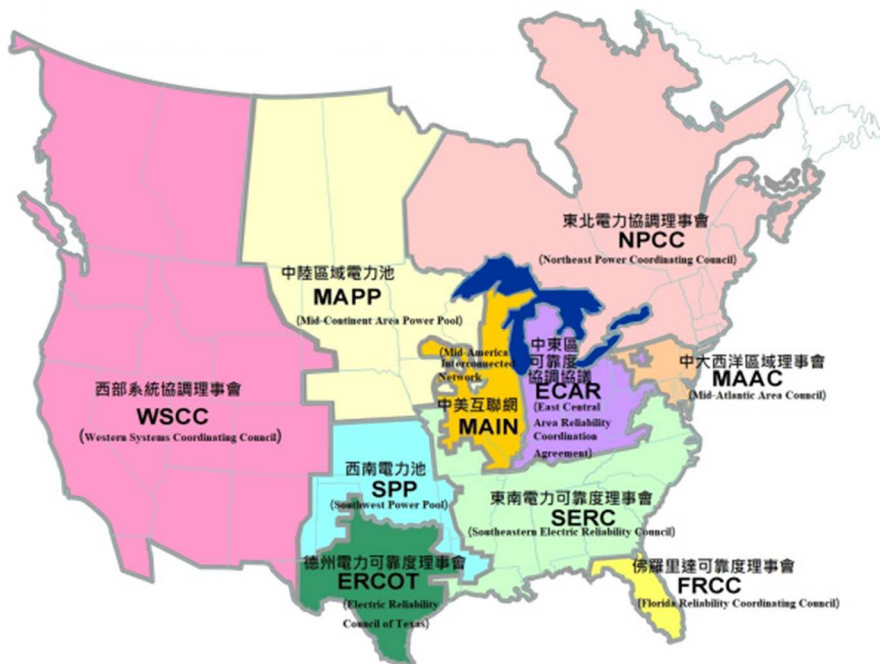 東北電力協調理事會
NPCC
(Northeast Power Coordinating Council)
中陸區域電力池
MAPP
(Mid-Continent Area Power Pool)
(Mid-America
Interconnected
Network
中美互聯網
MAIN
中東區
可靠度
協調協議
ECAR
(East Central
Area Reliability
Coordination
Agreement)
中大西洋區域理事會
MAAC
(Mid-Atlantic Area Council)
西部系統協調理事會
WSCC
(Western Systems Coordinating Council)
西南電力池
SPP
(Southwest Power Pool)
東南電力可靠度理事會
SERC
(Southeastern Electric Reliability Council)
德州電力可靠度理事會
ERCOT
(Electric Reliability
Council of Texas)
佛羅里達可靠度理事會
FRCC
(Florida Reliability Coordinating Council)